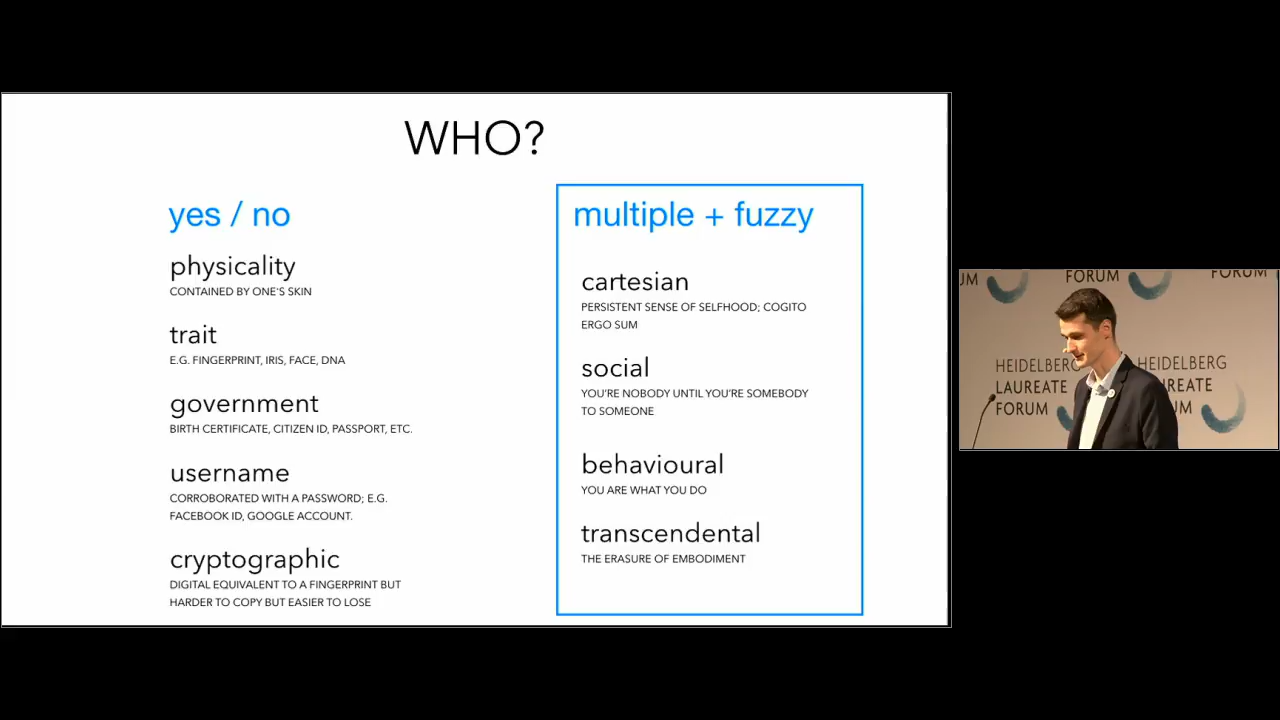 WHO?
yes / no
physicality
CONTAINED BY ONE'S SKIN
trait
E.G. FINGERPRINT, IRIS, FACE, DNA
government
BIRTH CERTIFICATE, CITIZEN ID, PASSPORT, ETC.
username
CORROBORATED WITH A PASSWORD; E.G.
FACEBOOK ID, GOOGLE ACCOUNT.
cryptographic
DIGITAL EQUIVALENT TO A FINGERPRINT BUT
HARDER TO COPY BUT EASIER TO LOSE
multiple + fuzzy
cartesian
PERSISTENT SENSE OF SELFHOOD; COGITO
ERGO SUM
social
YOU'RE NOBODY UNTIL YOU'RE SOMEBODY
TO SOMEONE
behavioural
YOU ARE WHAT YOU DO
transcendental
THE ERASURE OF EMBODIMENT
UM
FORUM
FORUM
HEIDELBERG
LAUREATE
FORUM
HEIDELBERG
REATE
UM